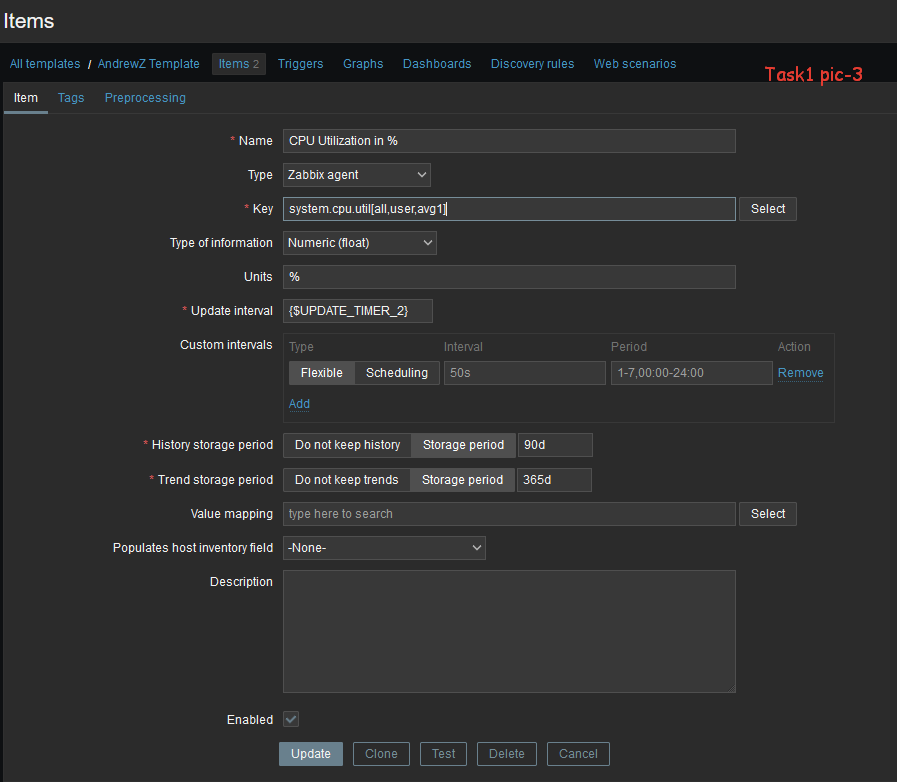 Items
All templates / AndrewZ Template Items 2 Triggers Graphs Dashboards Discovery rules Web scenarios
Task1 pic-3
Item Tags Preprocessing
* Name CPU Utilization in %
Type Zabbix agent
* Key system.cpu.util[all,user,avg1] Select
Type of information Numeric (float)
Units %
* Update interval {$UPDATE_TIMER_2}
Custom intervals Type Interval Period Action
Flexible Scheduling 50s 1-7,00:00-24:00 Remove
Add
* History storage period Do not keep history Storage period 90d
* Trend storage period Do not keep trends Storage period 365d
Value mapping type here to search Select
Populates host inventory field -None-
Description
Enabled
Update Clone Test Delete Cancel